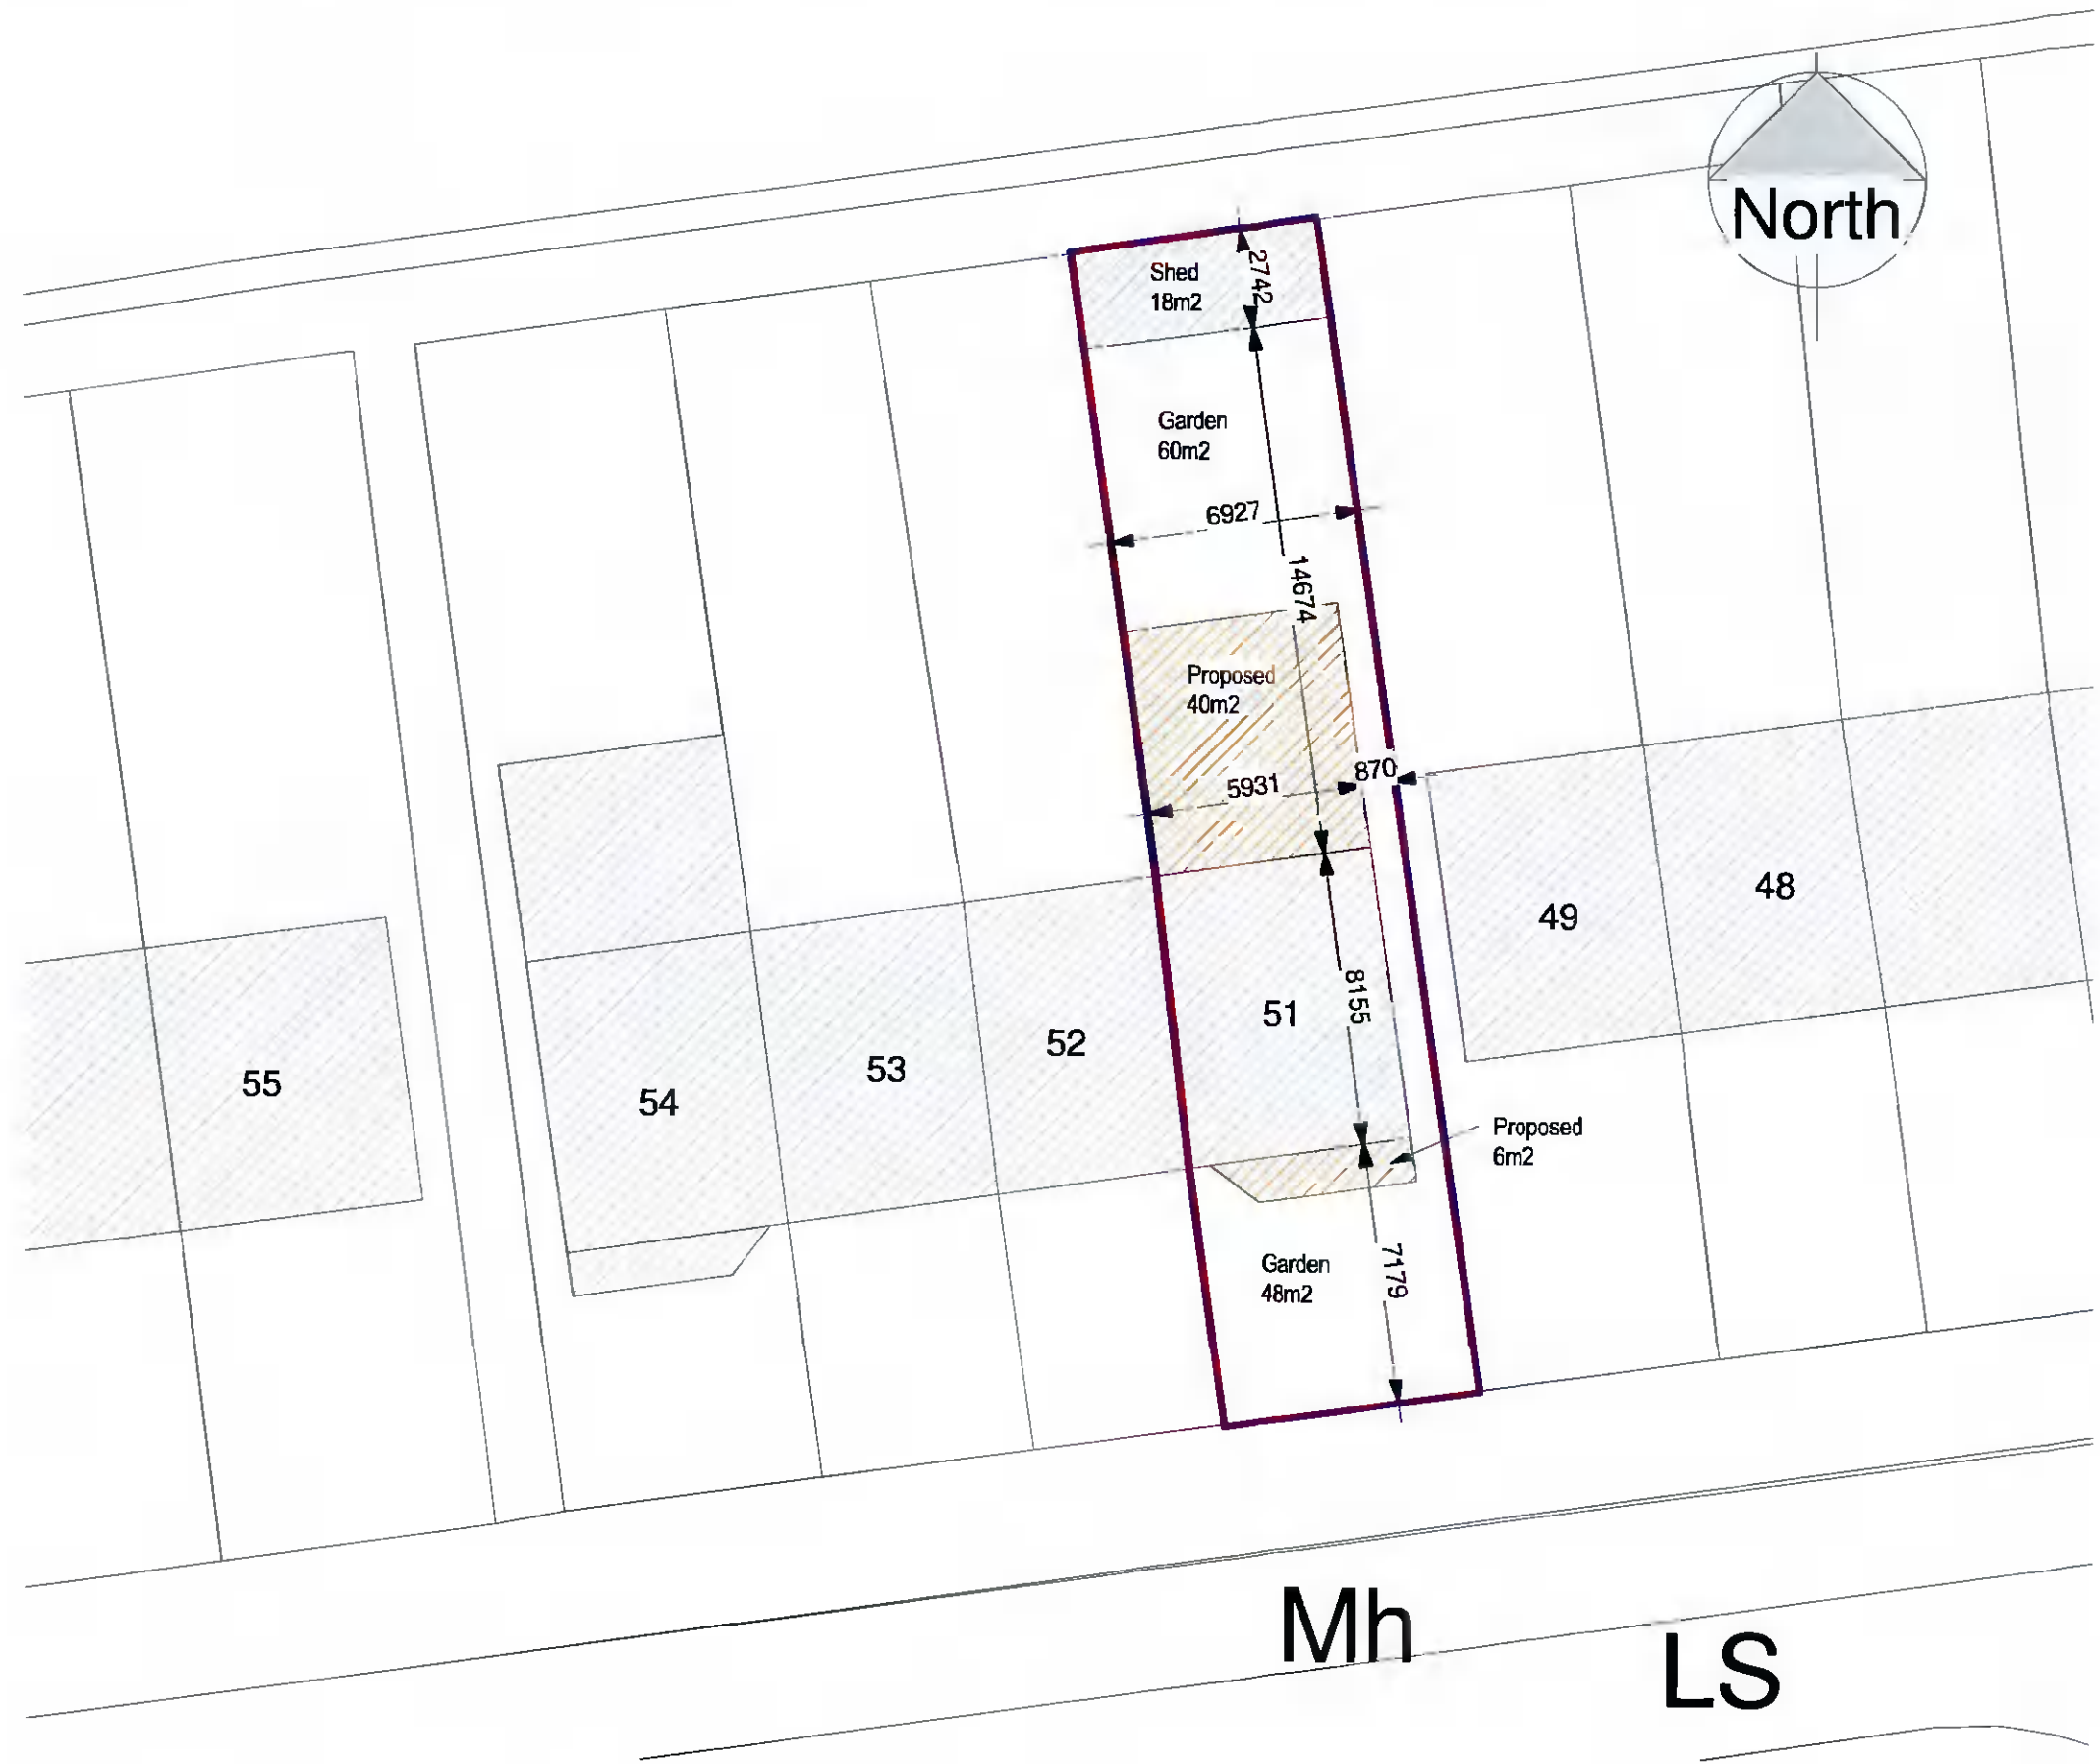 North
Shed
18m2
2742
Garden
60m2
6927
14674
Proposed
40m2
5931
870
49
48
51
8155
52
53
54
55
Proposed
6m2
Garden
48m2
7179
Mh
LS